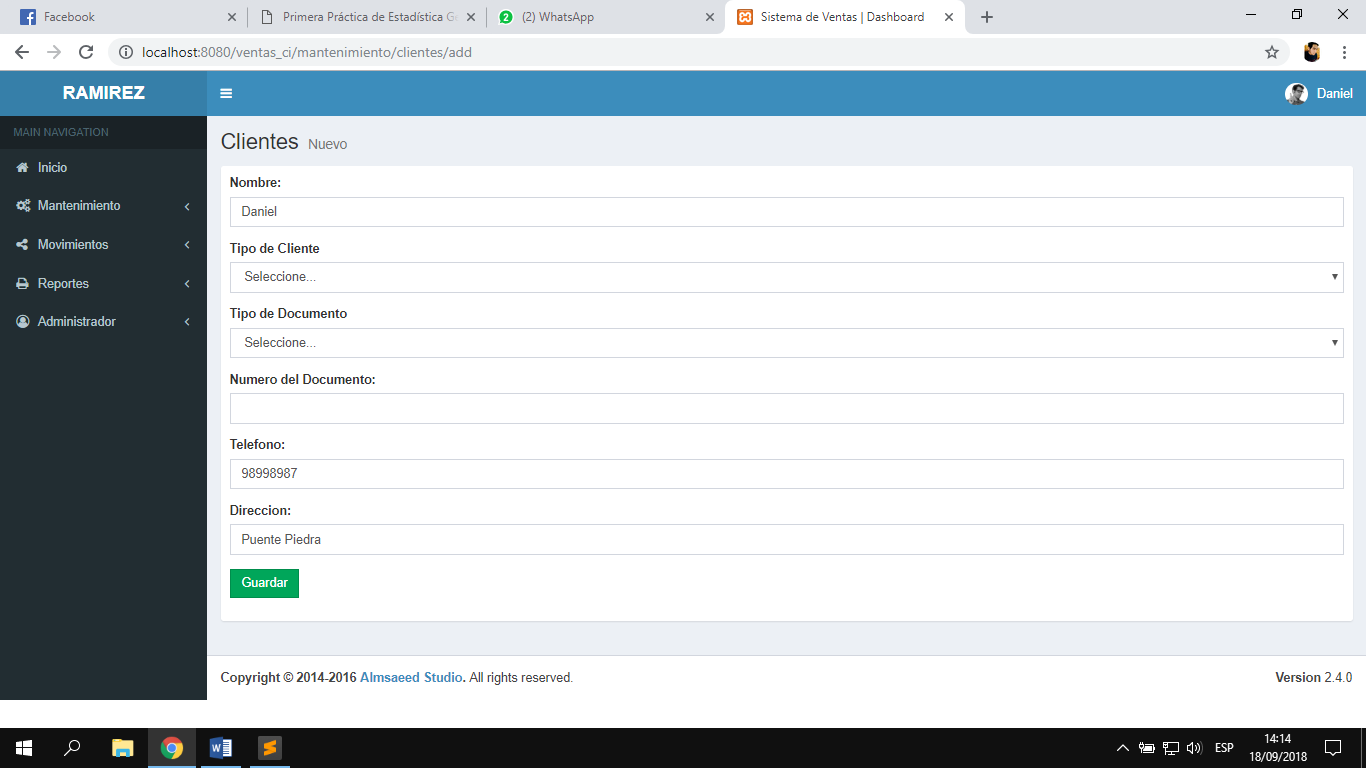 Facebook
Primera Práctica de Estadística G
(2) WhatsApp
Sistema de Ventas | Dashboard
localhost:8080/ventas_ci/mantenimiento/clientes/add
RAMIREZ
Daniel
MAIN NAVIGATION
Inicio
Mantenimiento
Movimientos
Reportes
Administrador
Clientes Nuevo
Nombre:
Daniel
Tipo de Cliente
Seleccione...
Tipo de Documento
Seleccione...
Numero del Documento:
Telefono:
98998987
Direccion:
Puente Piedra
Guardar
Copyright © 2014-2016 Almsaeed Studio. All rights reserved.
Version 2.4.0
ESP
14:14
18/09/2018